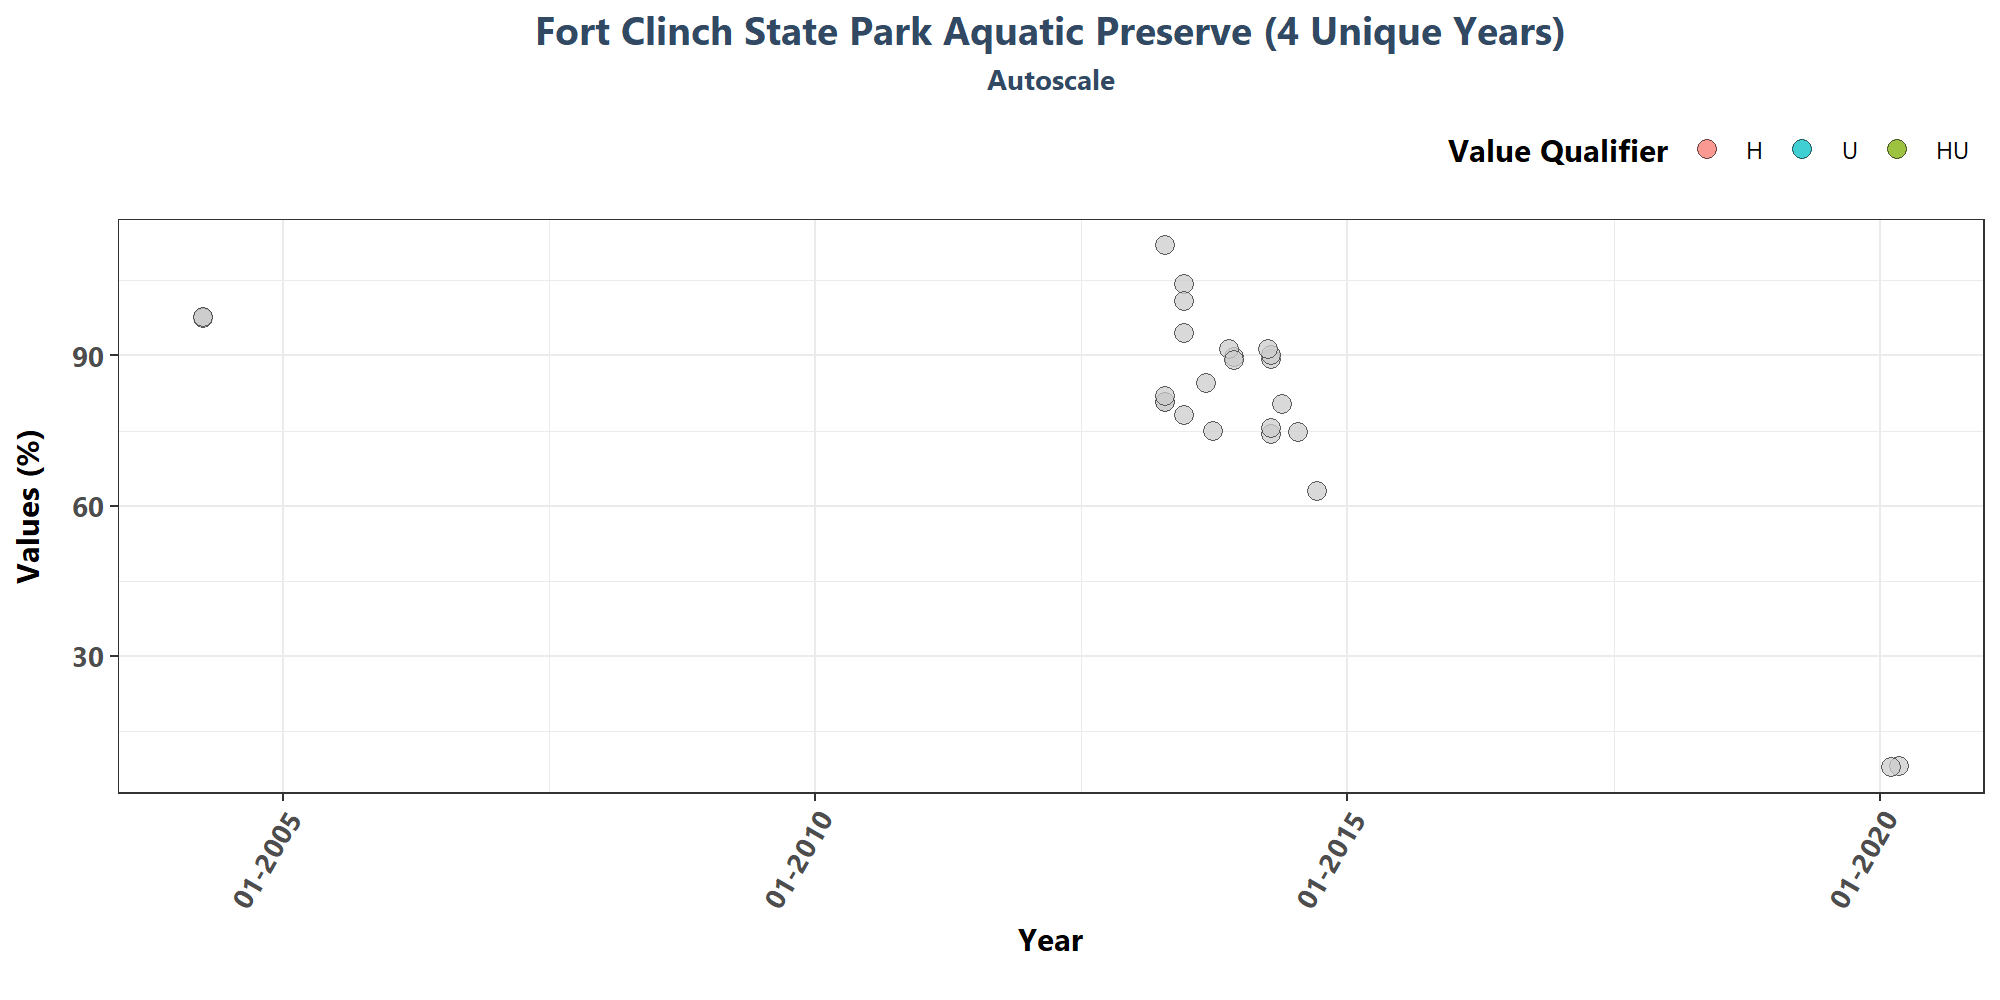 Fort Clinch State Park Aquatic Preserve (4 Unique Years)
Autoscale
Value Qualifier H U HU
Values (%)
90
60
30
01-2005 01-2010 01-2015 01-2020
Year